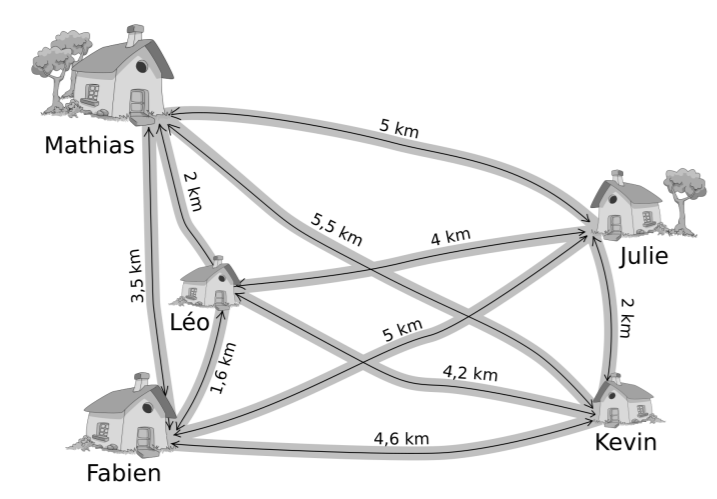 Mathias
5 km
2 km
5,5 km
4 km
Julie
3,5 km
Léo
5 km
2 km
1,6 km
4,2 km
4,6 km
Kevin
Fabien